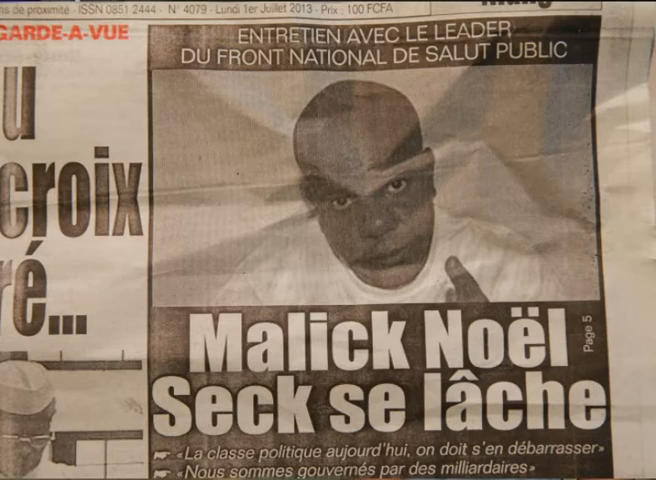 ns de proximité - ISSN 0851 2444 - N° 4079 - Lundi 1er Juillet 2013 - Prix : 100 FCFA
GARDE-A-VUE
u
croix
ré...
ENTRETIEN AVEC LE LEADER
DU FRONT NATIONAL DE SALUT PUBLIC
Malick Noël
Seck se lâche
Page 5
«La classe politique aujourd'hui, on doit s'en débarrasser»
«Nous sommes gouvernés par des milliardaires»